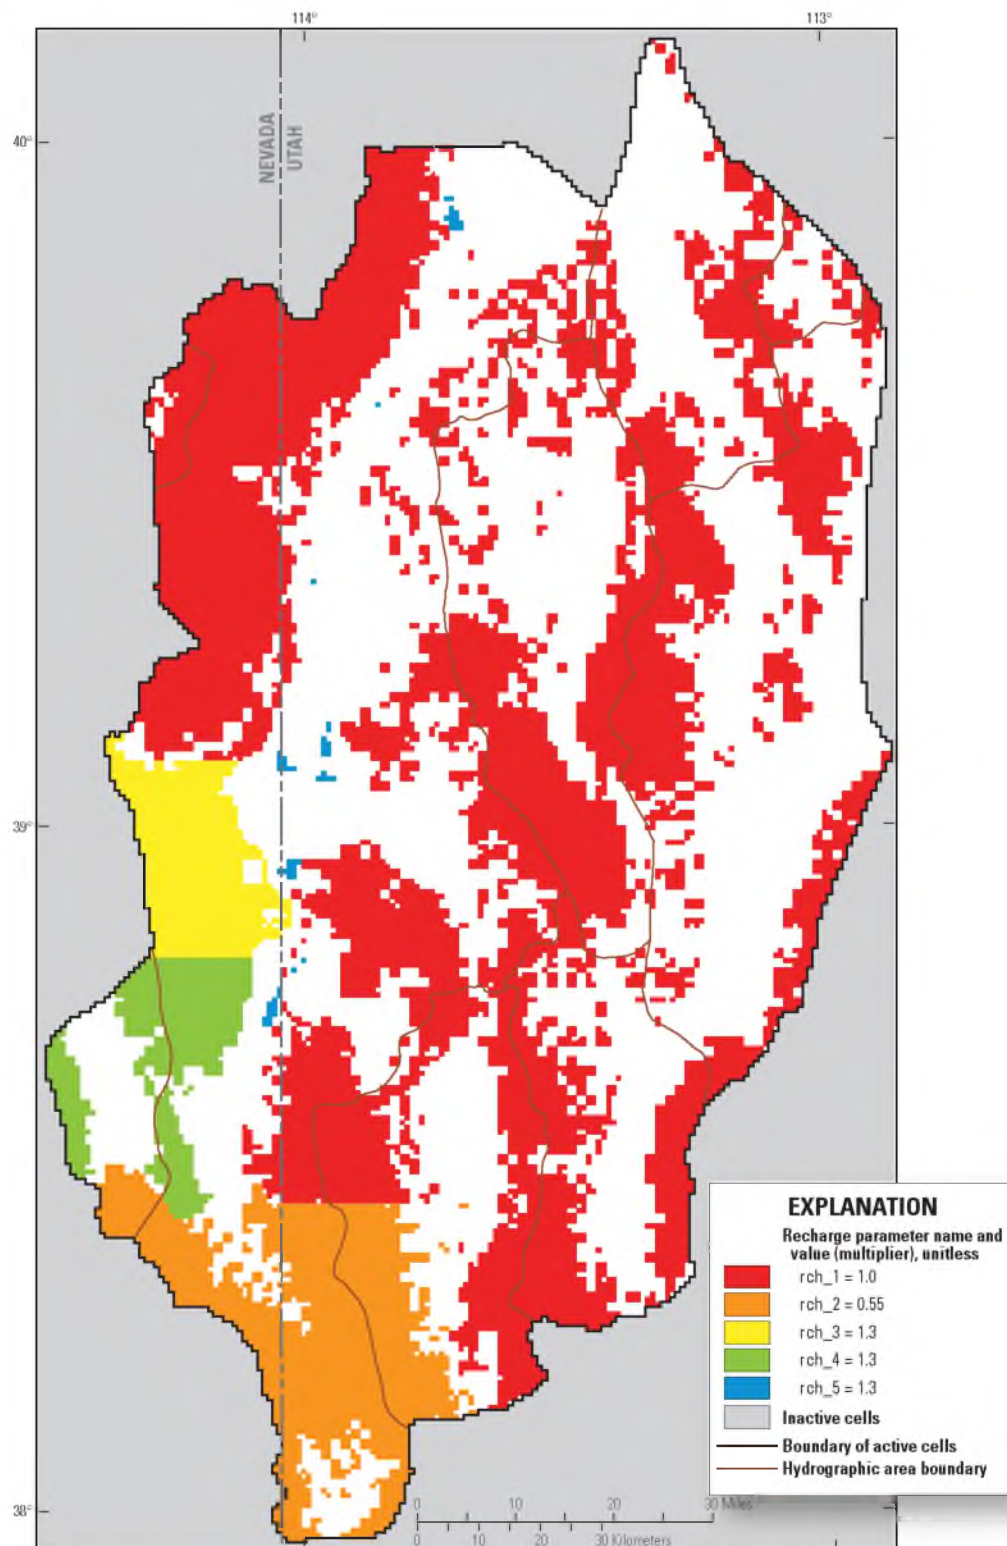 114°
113°
40°
NEVADA
UTAH
39°
38°
EXPLANATION
Recharge parameter name and
value (multiplier), unitless
rch_1 = 1.0
rch_2 = 0.55
rch_3 = 1.3
rch_4 = 1.3
rch_5 = 1.3
Inactive cells
Boundary of active cells
Hydrographic area boundary
0 10 20 30 Miles
0 10 20 30 Kilometers